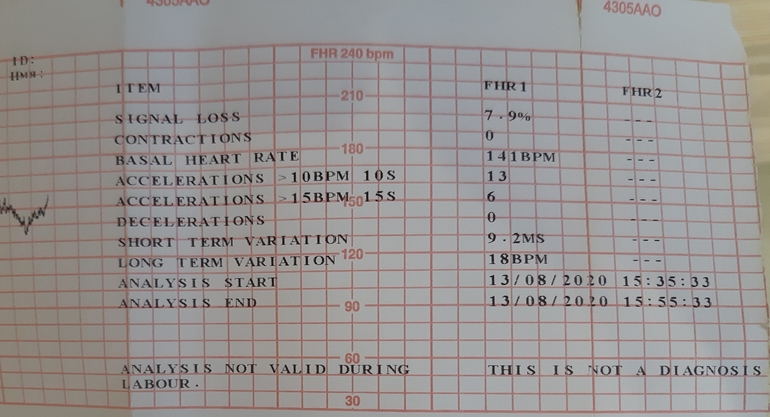 4305AAO 4305AAO
ID:
Имя:
FHR 240 bpm
ITEM FHR1 FHR2
210
SIGNAL LOSS 7.9% ---
CONTRACTIONS 0 ---
180
BASAL HEART RATE 141BPM ---
ACCELERATIONS >10BPM 10S 13 ---
ACCELERATIONS >15BPM 15S 6 ---
150
DECELERATIONS 0 ---
SHORT TERM VARIATION 9.2MS ---
LONG TERM VARIATION 18BPM ---
120
ANALYSIS START 13/08/2020 15:35:33
ANALYSIS END 13/08/2020 15:55:33
90
60
ANALYSIS NOT VALID DURING THIS IS NOT A DIAGNOSIS
LABOUR.
30